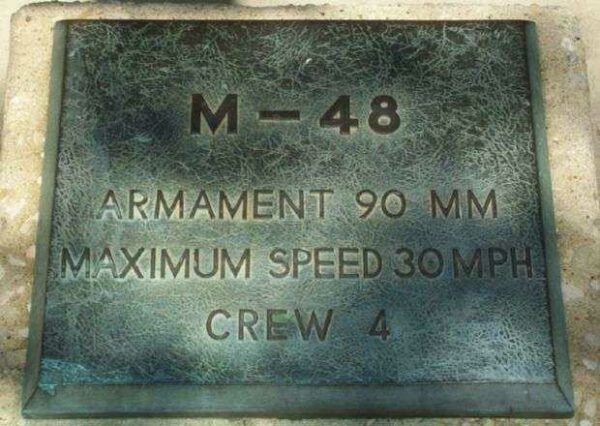 M-48
ARMAMENT 90 MM
MAXIMUM SPEED 30 MPH
CREW 4